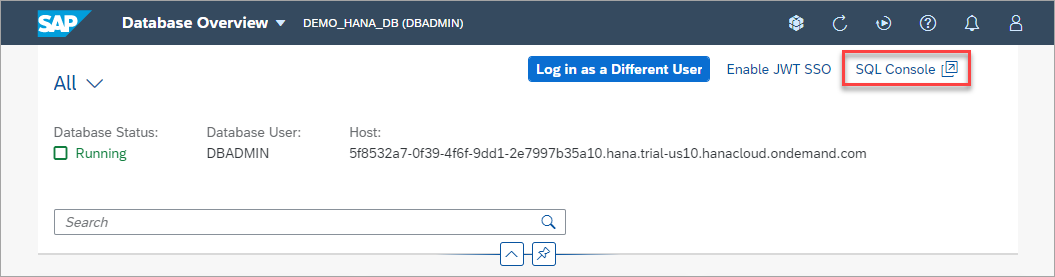 SAP Database Overview DEMO_HANA_DB (DBADMIN)
All Log in as a Different User Enable JWT SSO SQL Console
Database Status: Database User: Host:
Running DBADMIN 5f8532a7-0f39-4f6f-9dd1-2e7997b35a10.hana.trial-us10.hanacloud.ondemand.com
Search